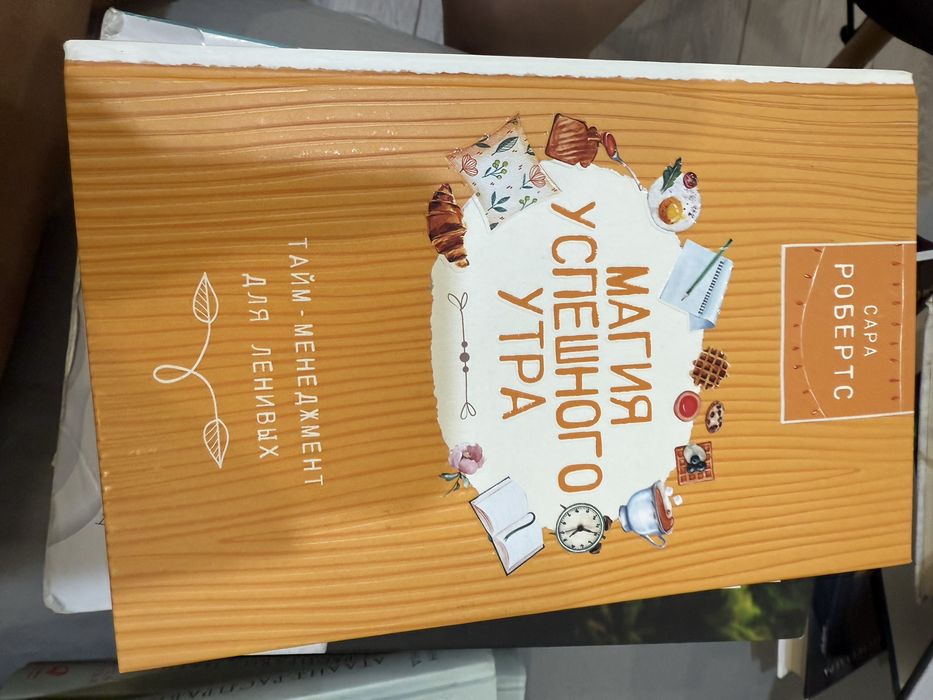 САРА
РОБЕРТС
МАГИЯ
УСПЕШНОГО
УТРА
ТАЙМ-МЕНЕДЖМЕНТ
ДЛЯ ЛЕНИВЫХ